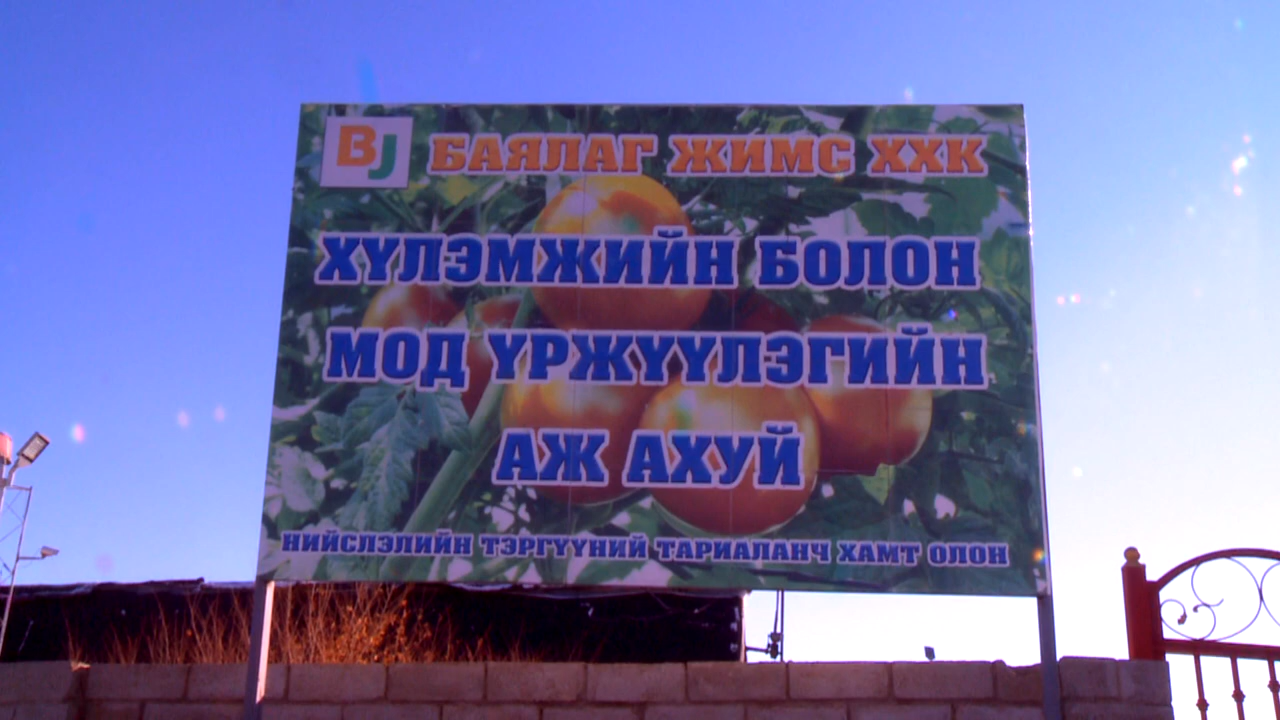 BJ
БАЯЛАГ ЖИМС ХХК
ХҮЛЭМЖИЙН БОЛОН
МОД ҮРЖҮҮЛЭГИЙН
АЖ АХУЙ
НИЙСЛЭЛИЙН ТЭРГҮҮНИЙ ТАРИАЛАНЧ ХАМТ ОЛОН